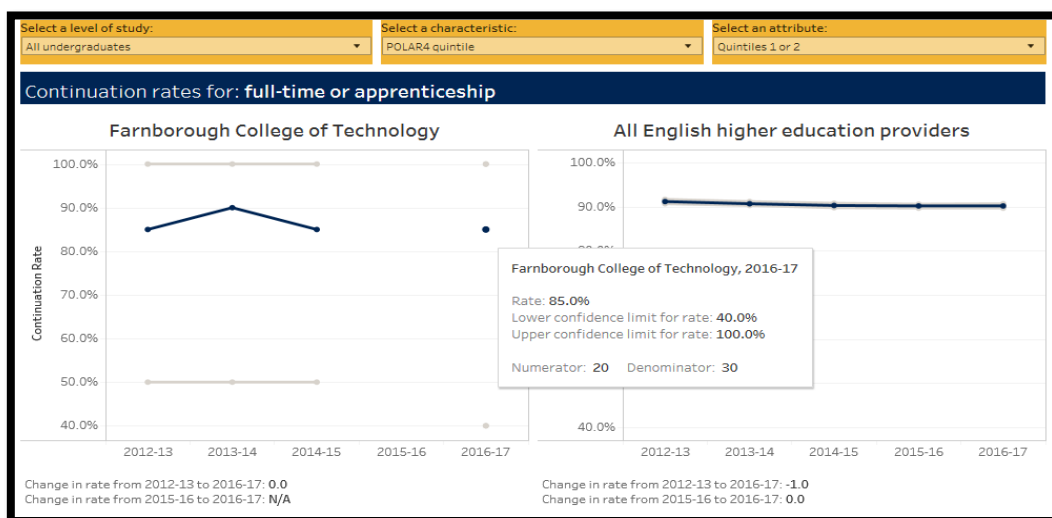 Select a level of study:
All undergraduates
Select a characteristic:
POLAR4 quintile
Select an attribute:
Quintiles 1 or 2
Continuation rates for: full-time or apprenticeship
Farnborough College of Technology
Continuation Rate
100.0%
90.0%
80.0%
70.0%
60.0%
50.0%
40.0%
2012-13
2013-14
2014-15
2015-16
2016-17
Change in rate from 2012-13 to 2016-17: 0.0
Change in rate from 2015-16 to 2016-17: N/A
All English higher education providers
100.0%
90.0%
Farnborough College of Technology, 2016-17
Rate: 85.0%
Lower confidence limit for rate: 40.0%
Upper confidence limit for rate: 100.0%
Numerator: 20 Denominator: 30
40.0%
2012-13
2013-14
2014-15
2015-16
2016-17
Change in rate from 2012-13 to 2016-17: -1.0
Change in rate from 2015-16 to 2016-17: 0.0